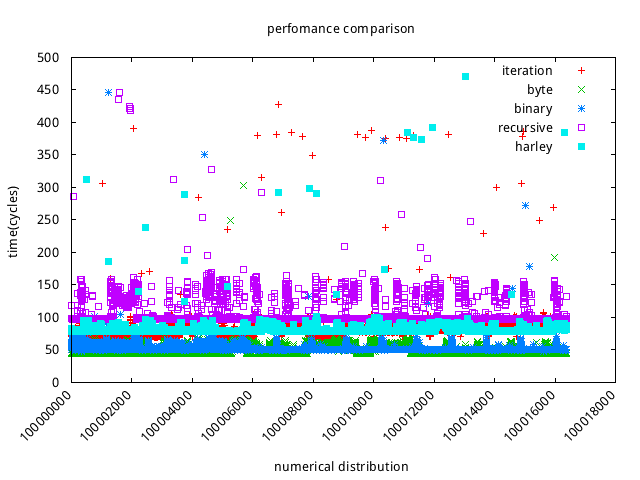 perfomance comparison
500
450
400
350
300
250
200
150
100
50
0
time(cycles)
iteration
byte
binary
recursive
harley
100000000
100002000
100004000
100006000
100008000
100010000
100012000
100014000
100016000
100018000
numerical distribution